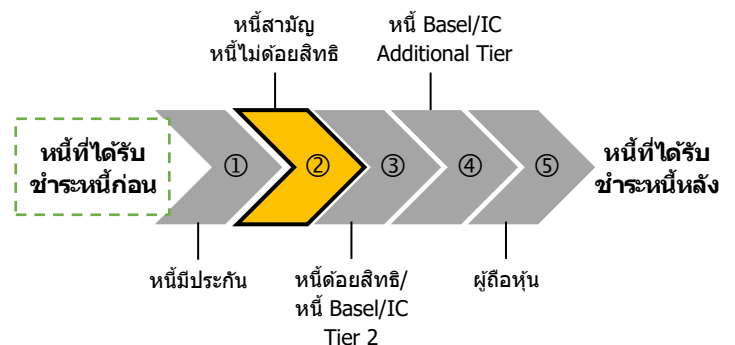 หนี้สามัญ
หนี้ไม่ด้อยสิทธิ
หนี้ Basel/IC
Additional Tier
หนี้ที่ได้รับ
ชำระหนี้ก่อน
①
②
③
④
⑤
หนี้ที่ได้รับ
ชำระหนี้หลัง
หนี้มีประกัน
หนี้ด้อยสิทธิ/
หนี้ Basel/IC
Tier 2
ผู้ถือหุ้น